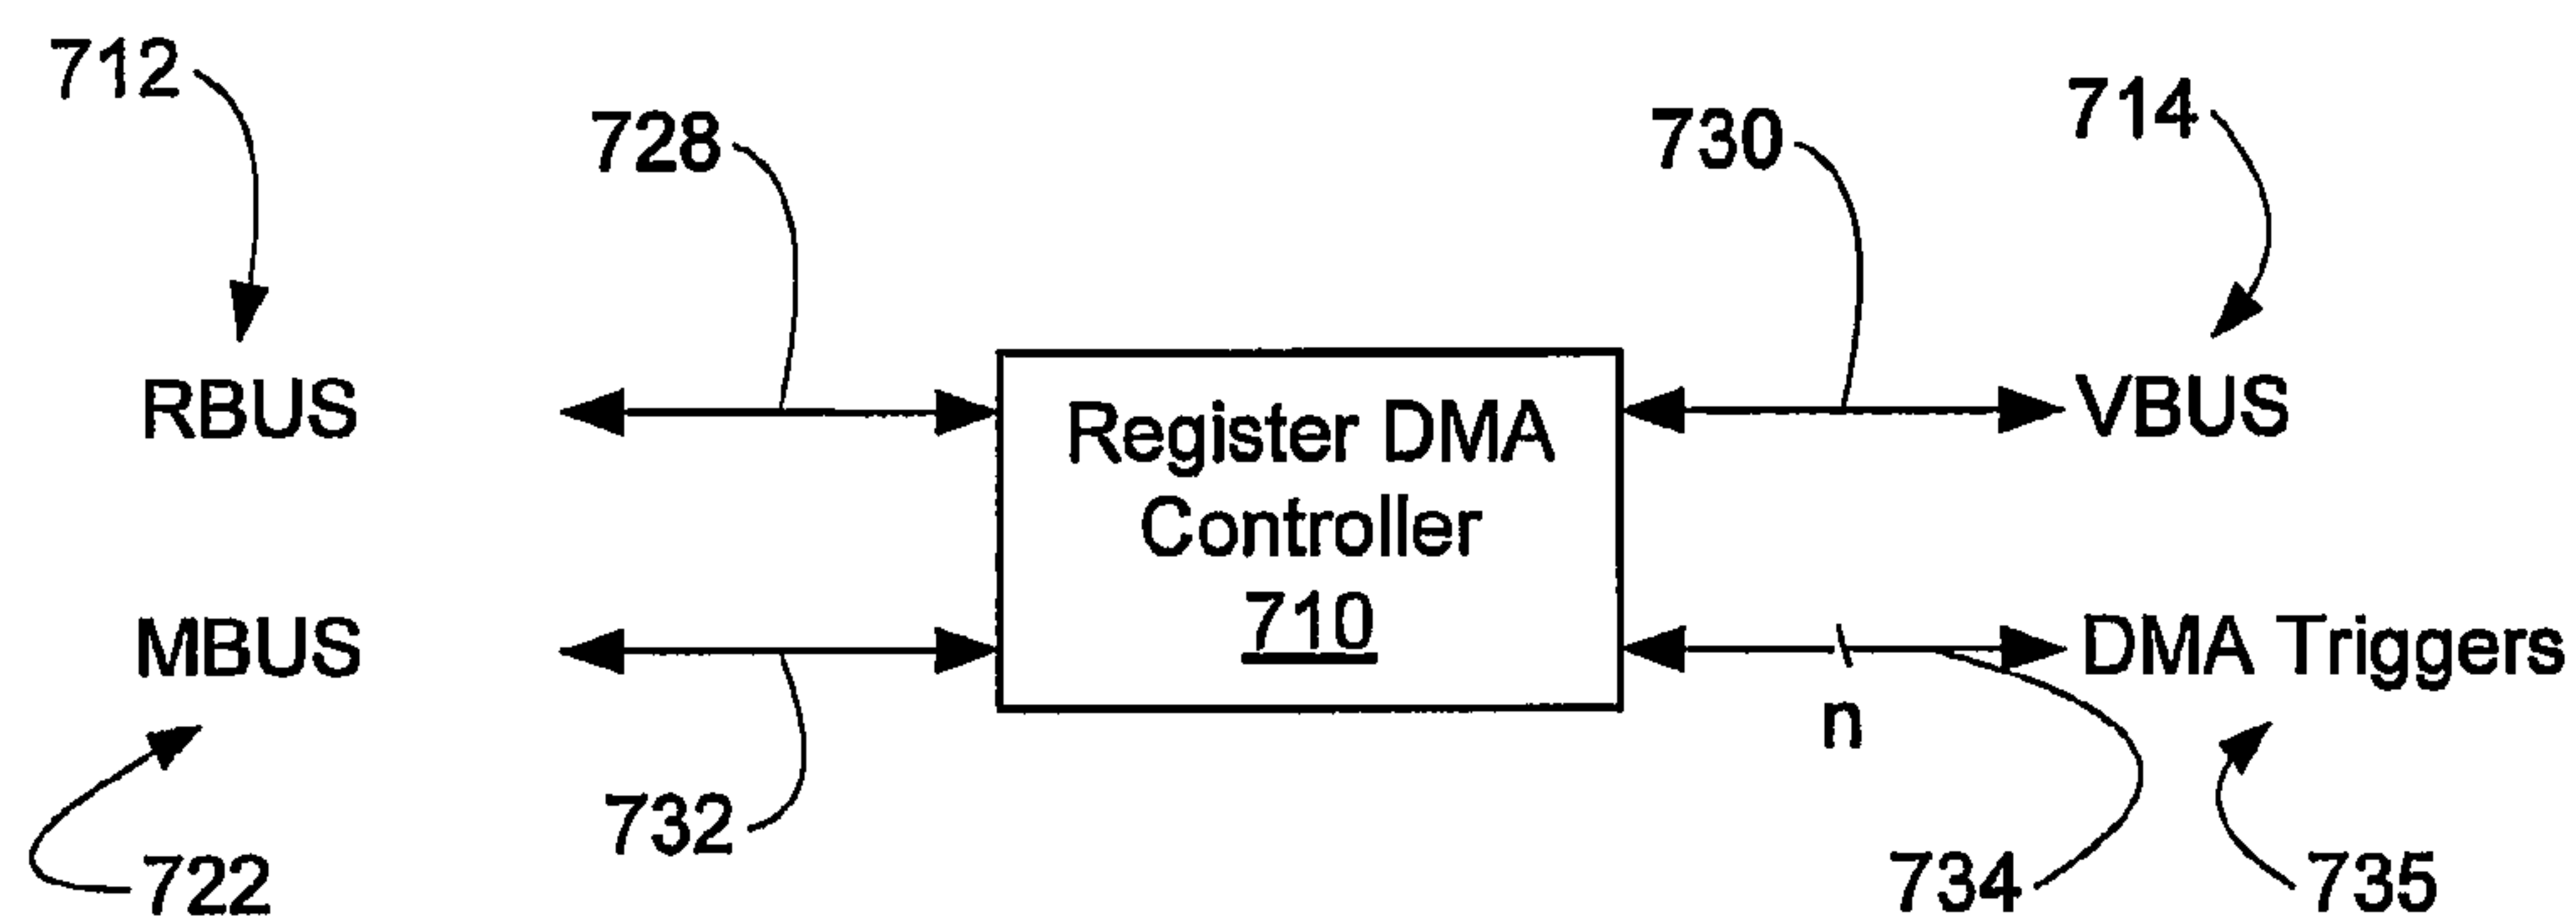 712
728
730
714
RBUS
Register DMA
Controller
710
VBUS
MBUS
DMA Triggers
n
732
722
734
735